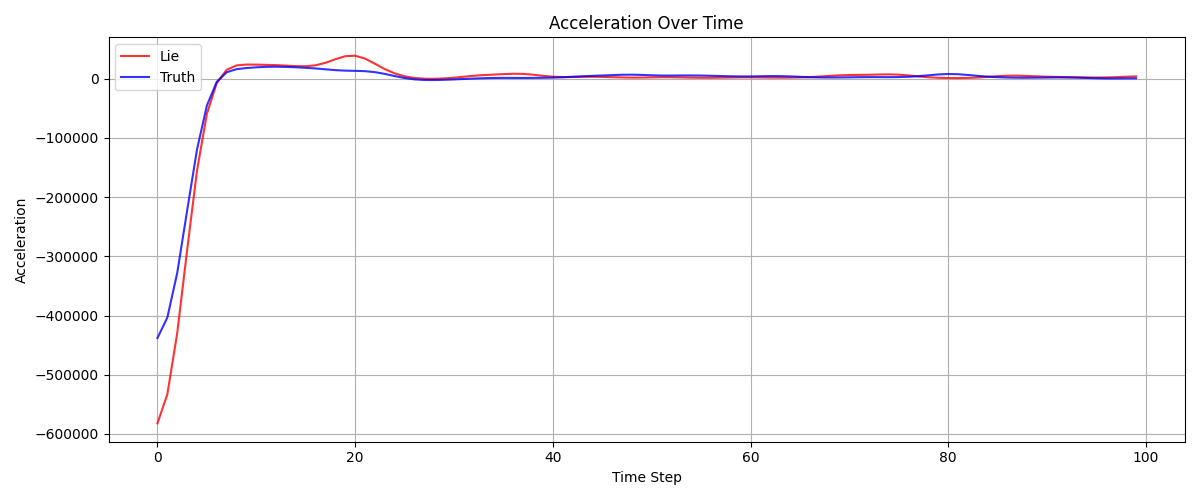 Acceleration Over Time
Lie
Truth
Acceleration
0
−100000
−200000
−300000
−400000
−500000
−600000
0 20 40 60 80 100
Time Step